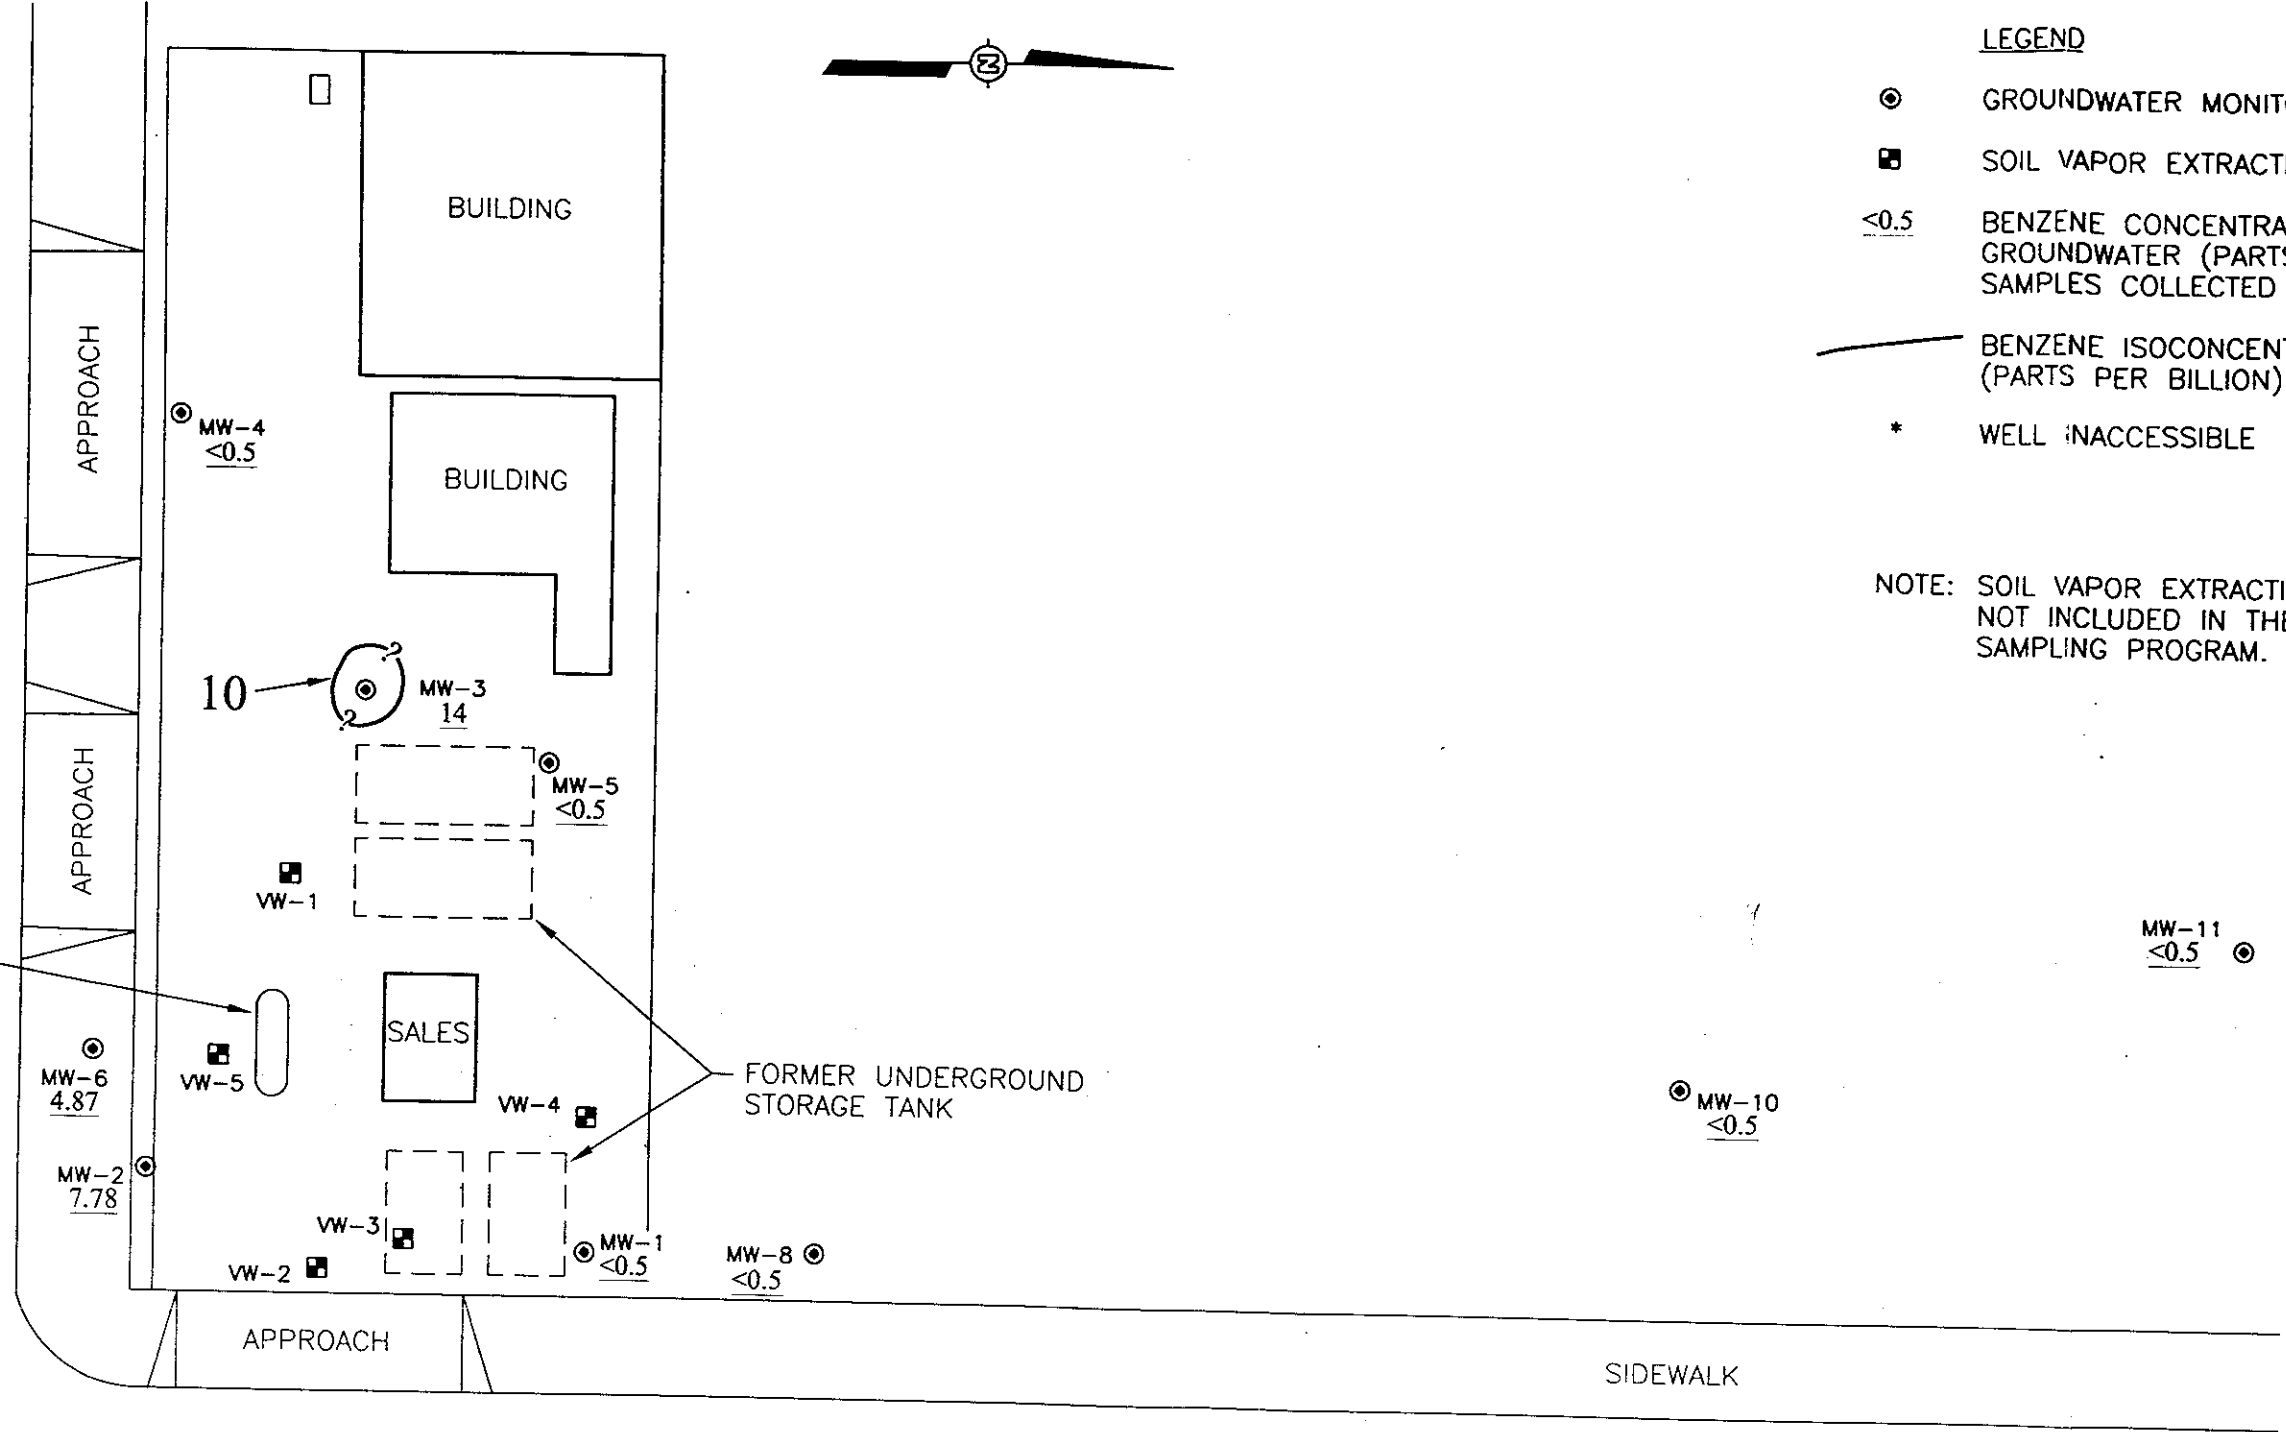 LEGEND
GROUNDWATER MONIT
SOIL VAPOR EXTRACTI
<0.5 BENZENE CONCENTRA
GROUNDWATER (PARTS
SAMPLES COLLECTED
BENZENE ISOCONCENT
(PARTS PER BILLION)
* WELL INACCESSIBLE
NOTE: SOIL VAPOR EXTRACTI
NOT INCLUDED IN THE
SAMPLING PROGRAM.
N
BUILDING
APPROACH
MW-4
<0.5
BUILDING
?
10
MW-3
14
?
APPROACH
MW-5
<0.5
VW-1
MW-11
<0.5
SALES
MW-6
4.87
VW-5
FORMER UNDERGROUND
STORAGE TANK
VW-4
MW-10
<0.5
MW-2
7.78
VW-3
VW-2
MW-1
<0.5
MW-8
<0.5
APPROACH
SIDEWALK